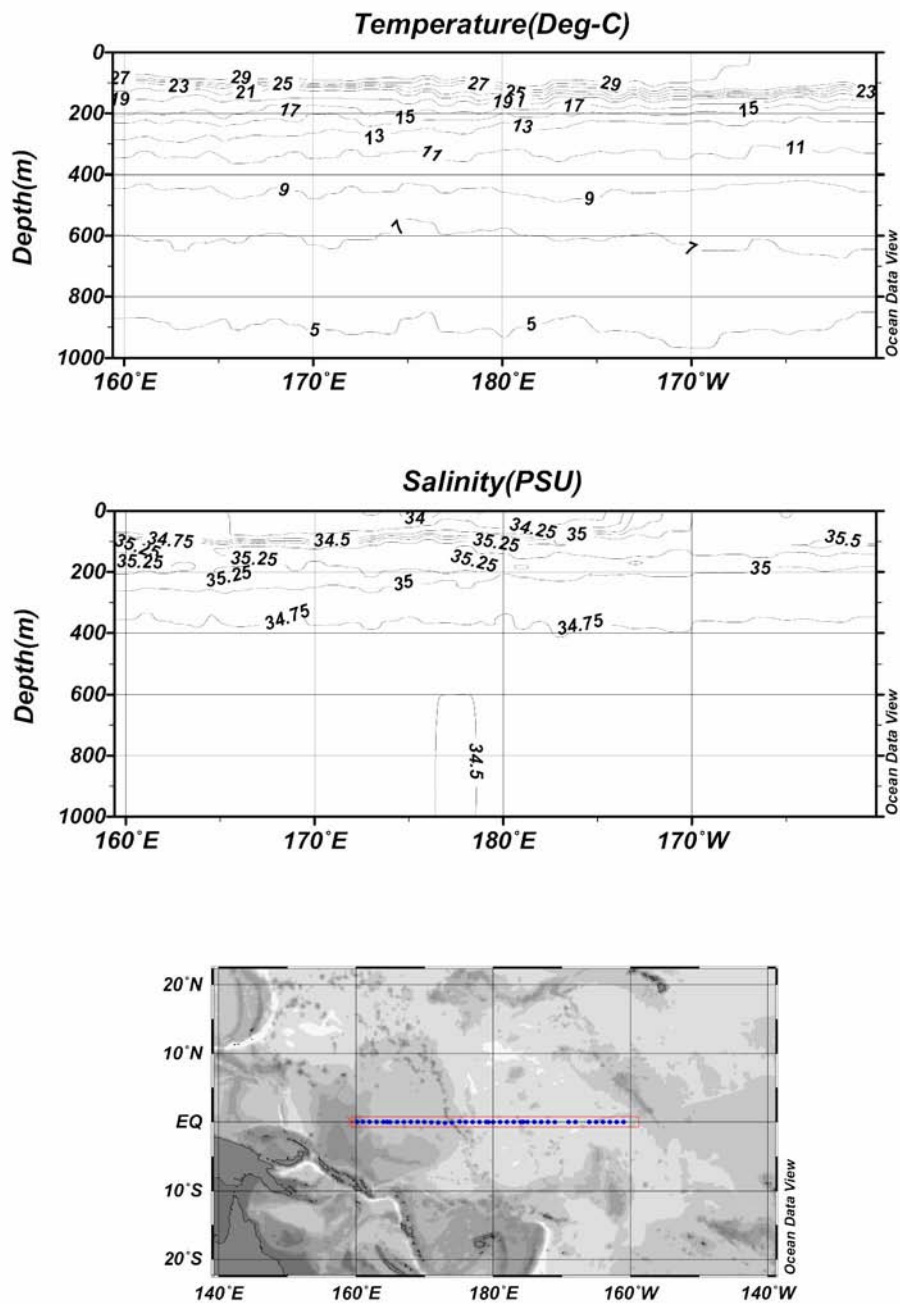 Temperature(Deg-C)
0
200
400
600
800
1000
Depth(m)
27 23 29 25 27 25 29 23
19 21 19 1 17 15
17 15 13
13 11 11
9 9
7 7
5 5
160°E 170°E 180°E 170°W
Ocean Data View
Salinity(PSU)
0
200
400
600
800
1000
Depth(m)
34 34.25 35 35.5
35.25 34.75 34.5 35.25
35.25
35.25 35.25 35.25
35.25 35 35
34.75 34.75
34.5
160°E 170°E 180°E 170°W
Ocean Data View
20°N
10°N
EQ
10°S
20°S
140°E 160°E 180°E 160°W 140°W
Ocean Data View